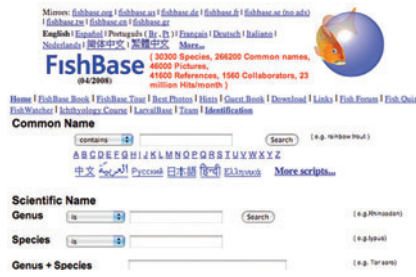 Mirrors: fishbase.org | fishbase.us | fishbase.de | fishbase.fr | fishbase.se (no ads)
| fishbase.tw | fishbase.cn | fishbase.gr
English | Español | Português (Br, Pt) | Français | Deutsch | Italiano |
Nederlands | 简体中文 | 繁體中文 More...
FishBase
(04/2008)
( 30300 Species, 266200 Common names,
46000 Pictures,
41600 References, 1560 Collaborators, 23
million Hits/month )
Home | FishBase Book | FishBase Tour | Best Photos | Hints | Guest Book | Download | Links | Fish Forum | Fish Quiz
FishWatcher | Ichthyology Course | LarvalBase | Team | Identification
Common Name
contains Search ( e.g. rainbow trout )
A B C D E F G H I J K L M N O P Q R S T U V W X Y Z
中文 العربية Русский 日本語 हिन्दी Ελληνικά More scripts...
Scientific Name
Genus is Search ( e.g.Rhincodon)
Species is ( e.g.typus)
Genus + Species ( e.g.